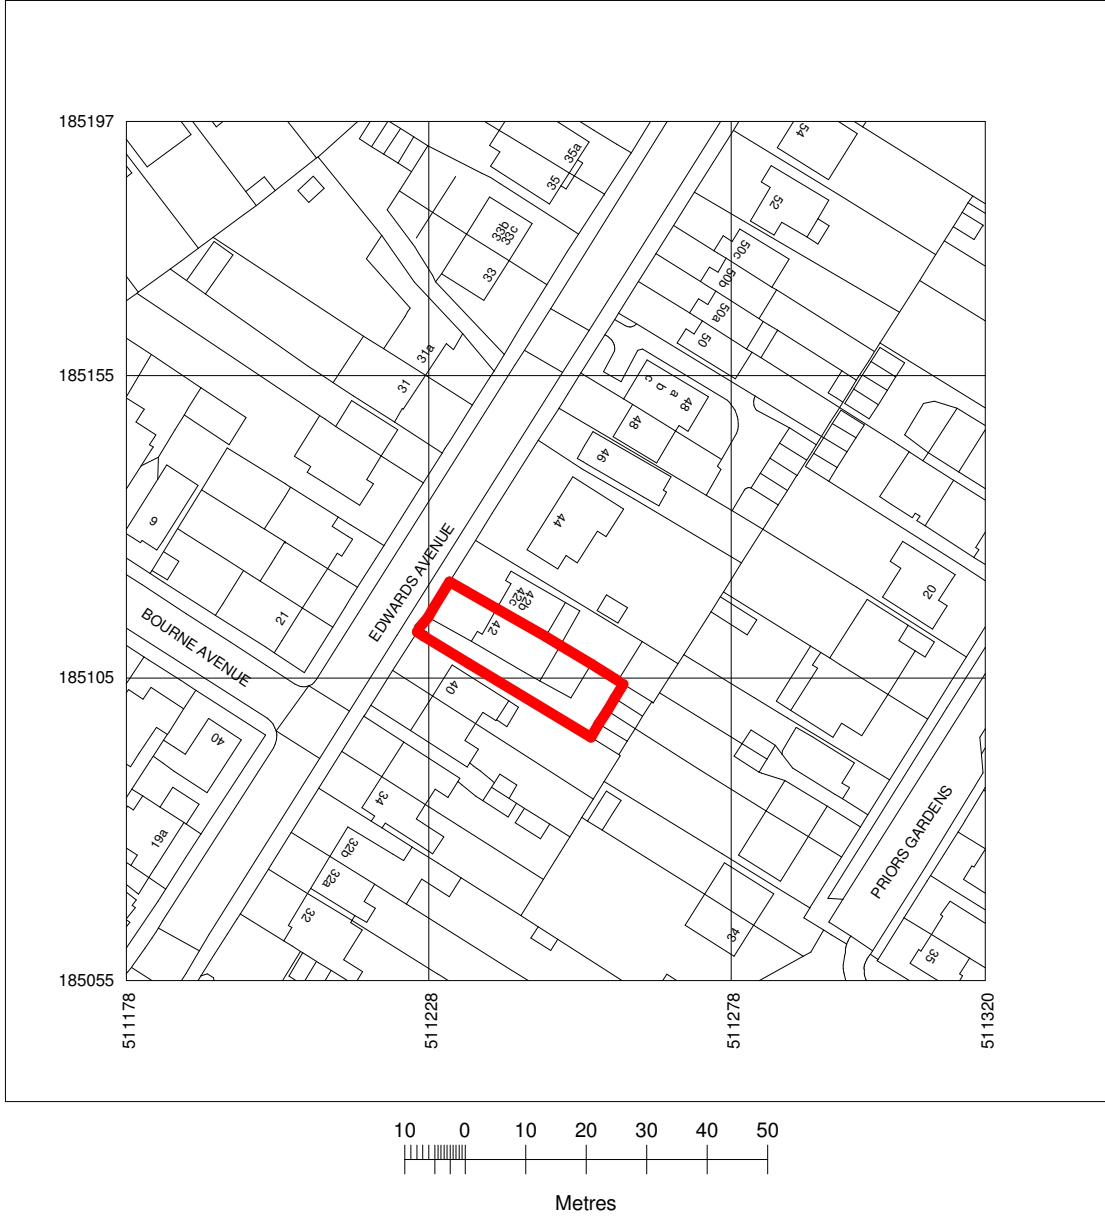 185197
54
35a
35
52
33b
33c
50c
33
50b
50a
50
31a
185155
31
c b a
48
48
46
9
44
EDWARDS AVENUE
42b
42c
20
21
42
BOURNE AVENUE
185105
40
40
34
PRIORS GARDENS
32b
19a
32a
32
34
35
185055
511178
511228
511278
511320
10 0 10 20 30 40 50
Metres